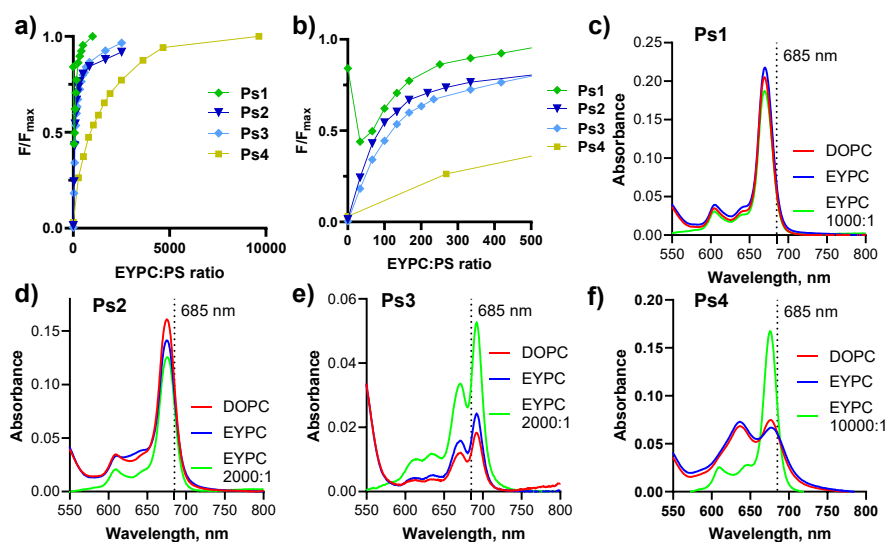 a)
1.0
0.5
0.0
F/Fmax
0
5000
10000
EYPC:PS ratio
Ps1
Ps2
Ps3
Ps4
b)
1.0
0.5
0.0
F/Fmax
0
100
200
300
400
500
EYPC:PS ratio
Ps1
Ps2
Ps3
Ps4
c)
Ps1
685 nm
0.25
0.20
0.15
0.10
0.05
0.00
Absorbance
550
600
650
700
750
800
Wavelength, nm
DOPC
EYPC
EYPC
1000:1
d)
Ps2
685 nm
0.15
0.10
0.05
0.00
Absorbance
550
600
650
700
750
800
Wavelength, nm
DOPC
EYPC
EYPC
2000:1
e)
Ps3
685 nm
0.06
0.04
0.02
0.00
Absorbance
550
600
650
700
750
800
Wavelength, nm
DOPC
EYPC
EYPC
2000:1
f)
Ps4
685 nm
0.20
0.15
0.10
0.05
0.00
Absorbance
550
600
650
700
750
800
Wavelength, nm
DOPC
EYPC
EYPC
10000:1